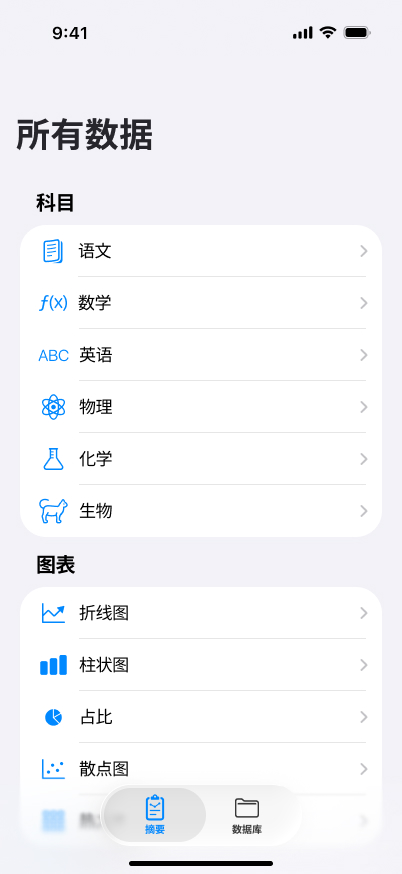 9:41
所有数据
科目
语文
f(x) 数学
ABC 英语
物理
化学
生物
图表
折线图
柱状图
占比
散点图
摘要
数据库